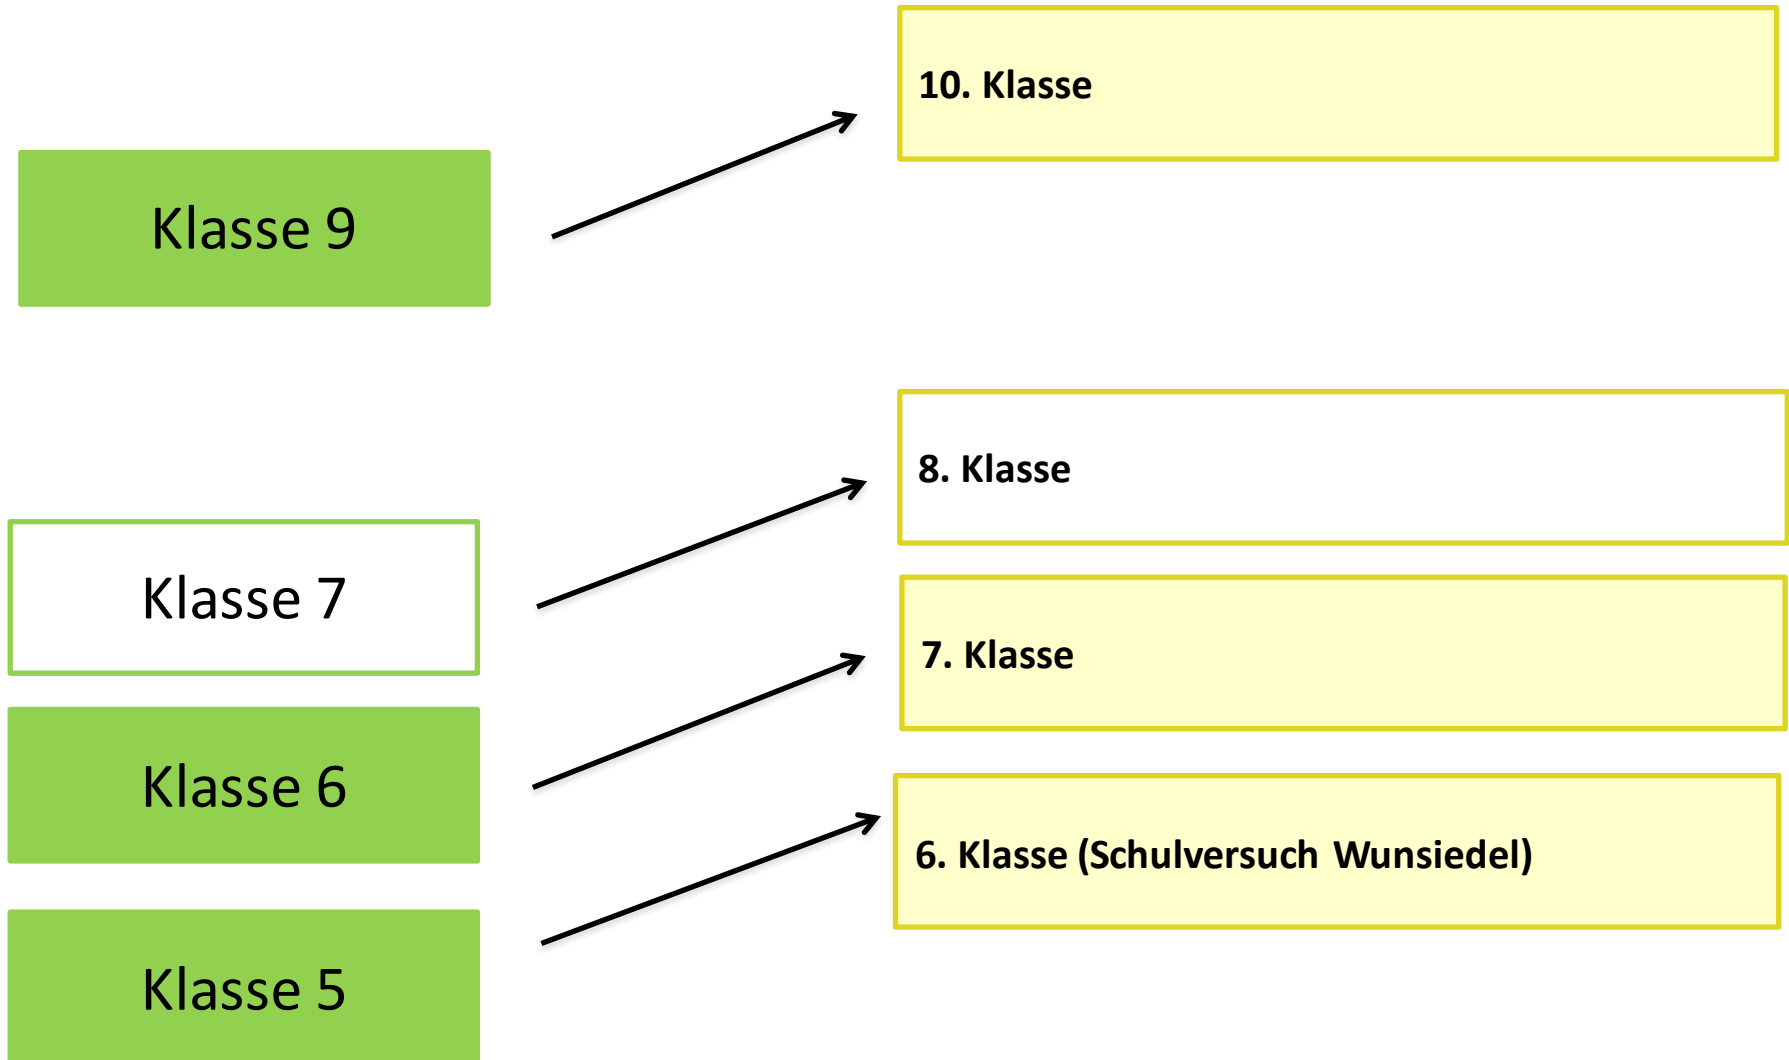 10. Klasse
Klasse 9
8. Klasse
Klasse 7
7. Klasse
Klasse 6
6. Klasse (Schulversuch Wunsiedel)
Klasse 5